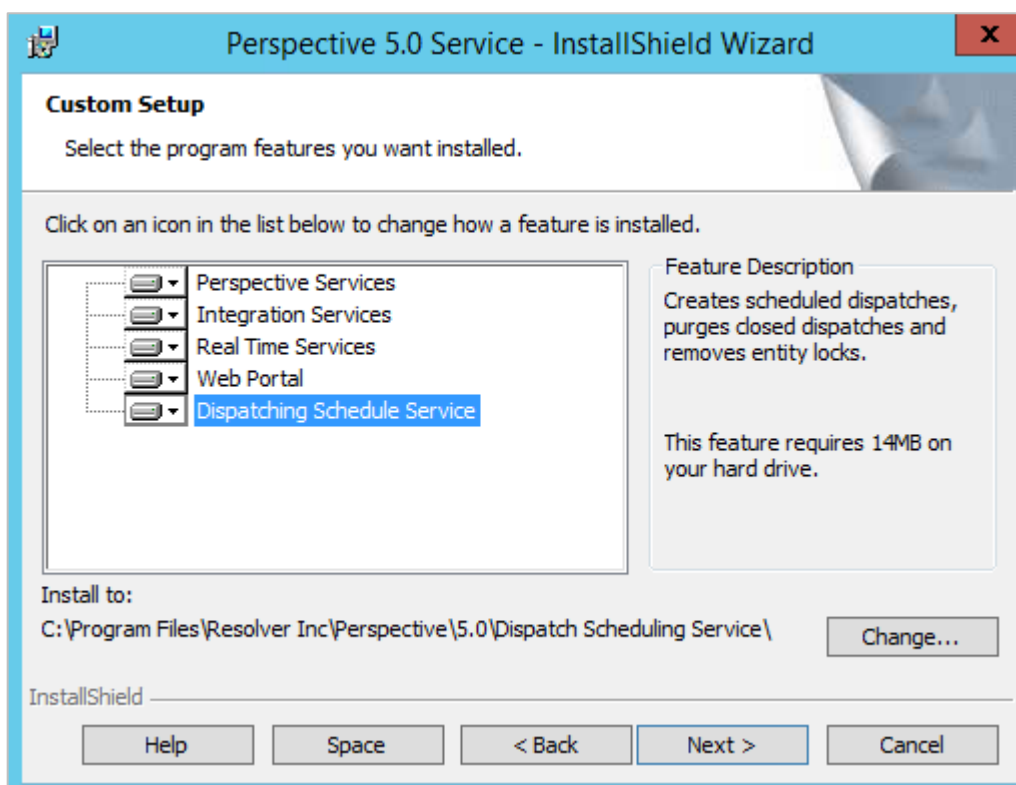 Perspective 5.0 Service - InstallShield Wizard
x
Custom Setup
Select the program features you want installed.
Click on an icon in the list below to change how a feature is installed.
Perspective Services
Integration Services
Real Time Services
Web Portal
Dispatching Schedule Service
Feature Description
Creates scheduled dispatches,
purges closed dispatches and
removes entity locks.
This feature requires 14MB on
your hard drive.
Install to:
C:\Program Files\Resolver Inc\Perspective\5.0\Dispatch Scheduling Service\
Change...
InstallShield
Help
Space
< Back
Next >
Cancel